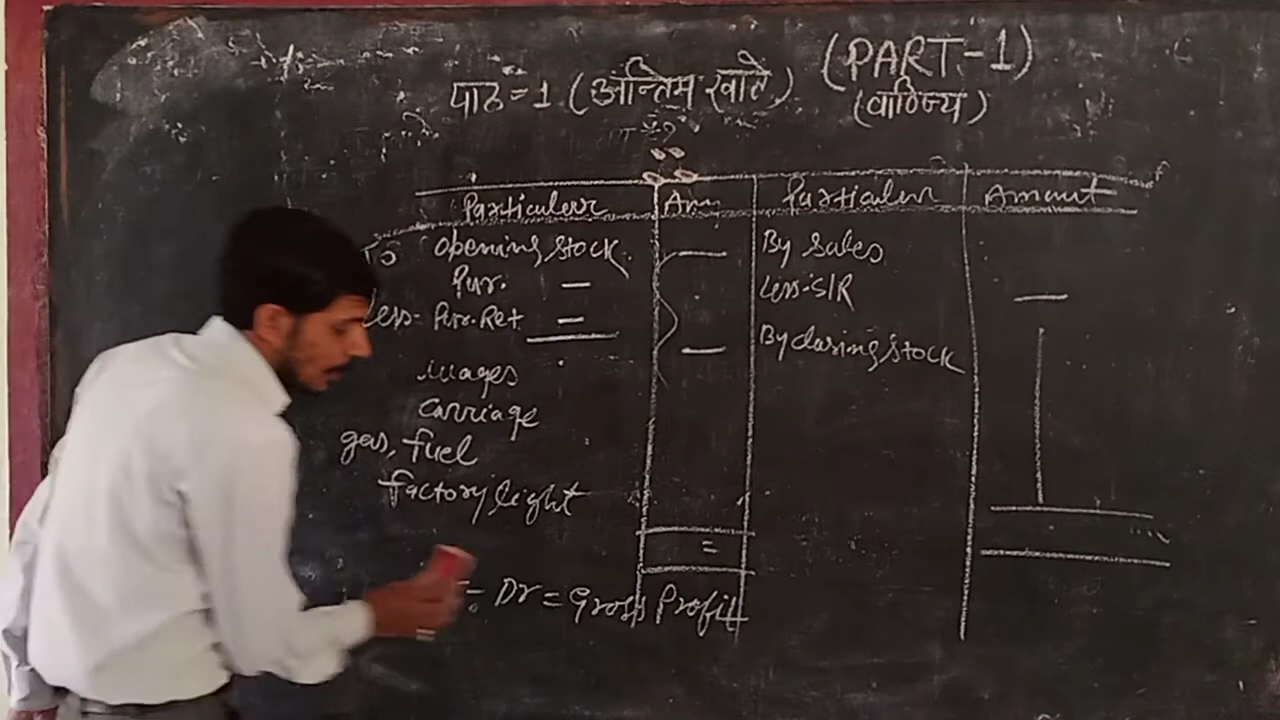 (PART-1)
पाठ=1 (अन्तिम खाते)
(वाणिज्य)
Particular Am Particular Amount
To opening stock. — By Sales
Pur. — Less-S/R —
Less- Pur.Ret — — By closing stock
wages
Carriage
gas, fuel
factory light
=
- Dr = Gross Profit